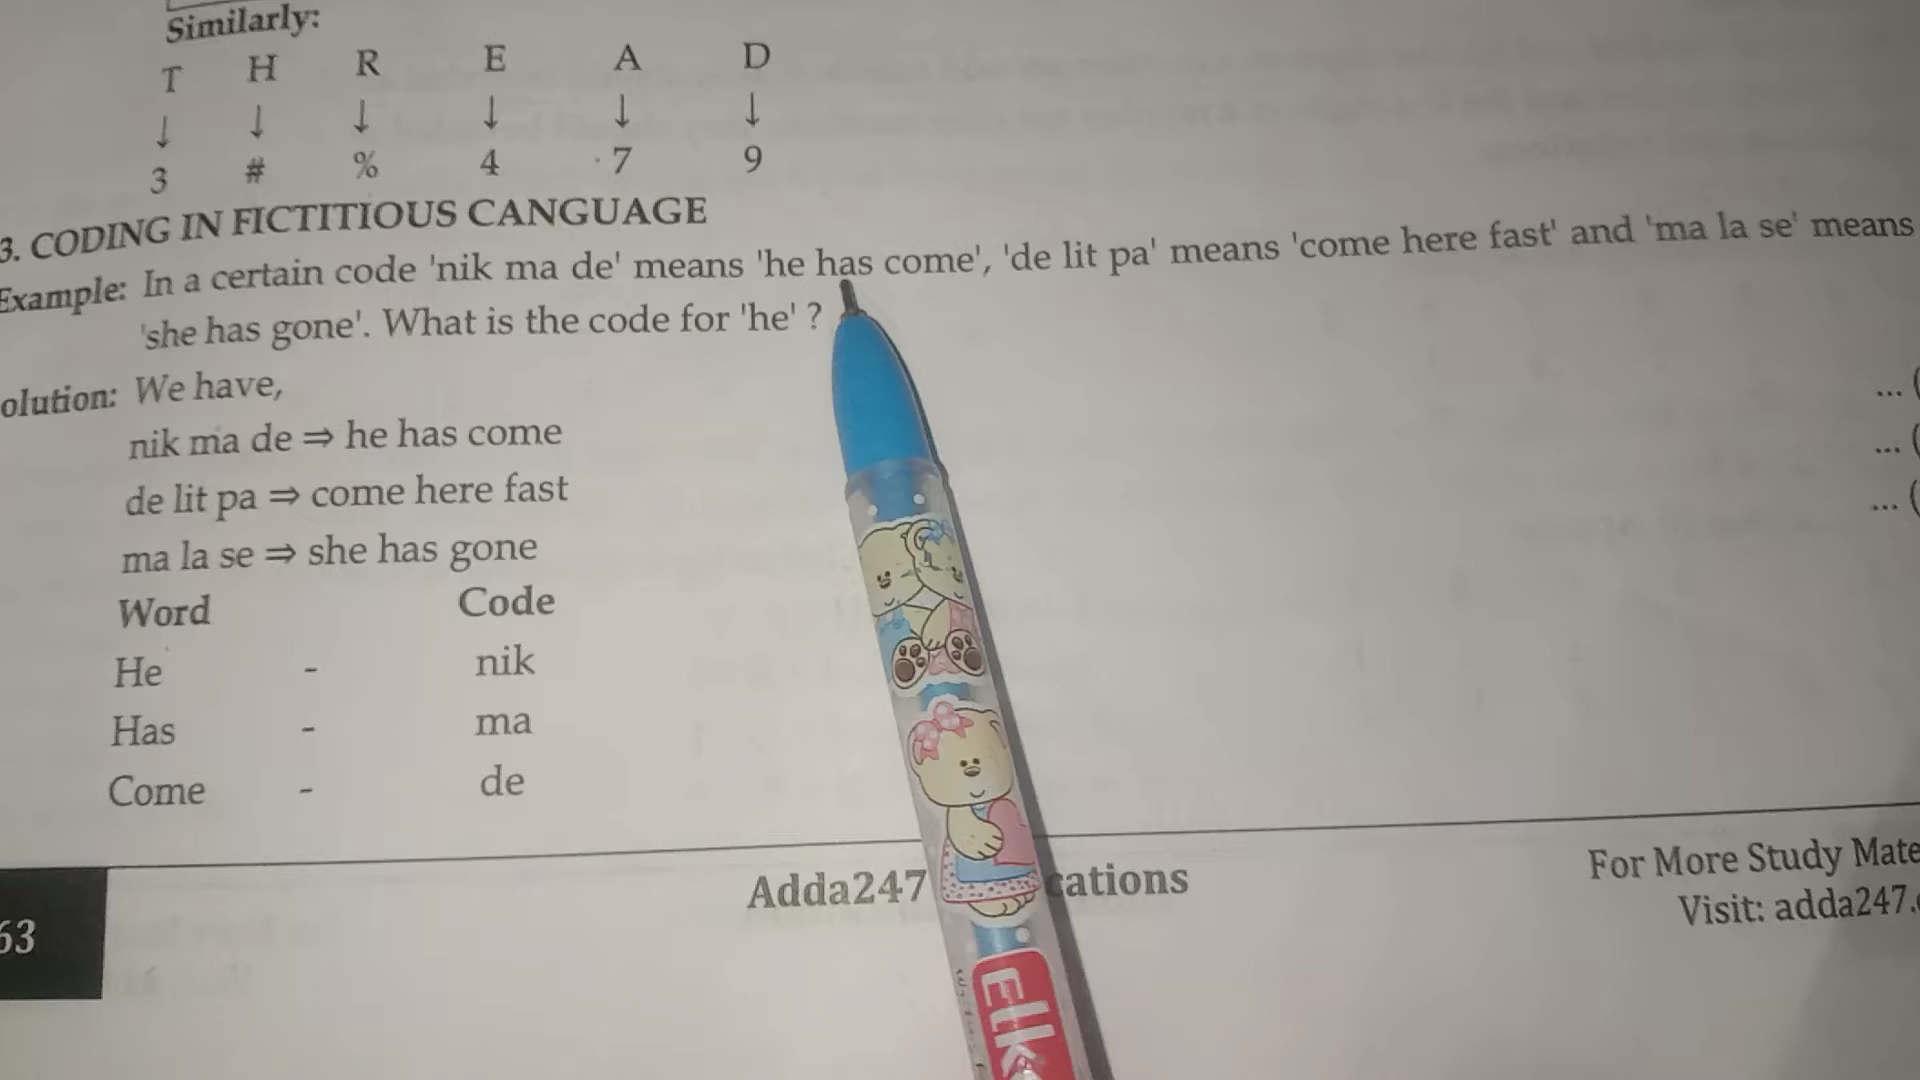 Similarly:
T H R E A D
↓ ↓ ↓ ↓ ↓ ↓
3 # % 4 7 9
3. CODING IN FICTITIOUS CANGUAGE
Example: In a certain code 'nik ma de' means 'he has come', 'de lit pa' means 'come here fast' and 'ma la se' means
'she has gone'. What is the code for 'he' ?
olution: We have,
nik ma de ⇒ he has come ... (
de lit pa ⇒ come here fast ... (
ma la se ⇒ she has gone ... (
Word Code
He - nik
Has - ma
Come - de
63
Adda247 cations
For More Study Mate
Visit: adda247.
Elk